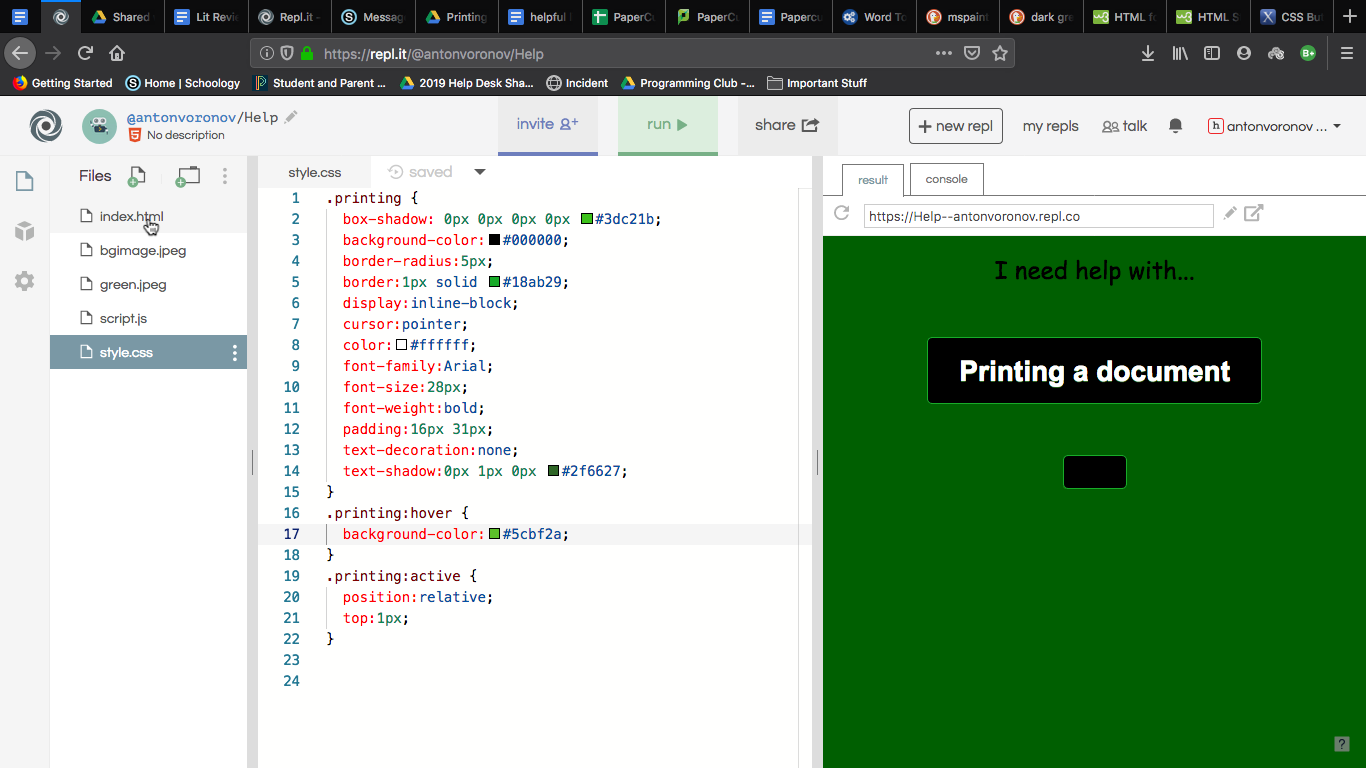 Shared
Lit Revi
Repl.it -
Messag
Printing
helpful
PaperCu
PaperCu
Papercu
Word To
mspaint
dark gre
HTML fo
HTML S
CSS But
https://repl.it/@antonvoronov/Help
Getting Started
Home | Schoology
Student and Parent ...
2019 Help Desk Sha...
Incident
Programming Club -...
Important Stuff
@antonvoronov/Help
No description
invite
run
share
+ new repl
my repls
talk
h antonvoronov ...
Files
index.html
bgimage.jpeg
green.jpeg
script.js
style.css
style.css
saved
1 .printing {
2 box-shadow: 0px 0px 0px 0px #3dc21b;
3 background-color: #000000;
4 border-radius:5px;
5 border:1px solid #18ab29;
6 display:inline-block;
7 cursor:pointer;
8 color: #ffffff;
9 font-family:Arial;
10 font-size:28px;
11 font-weight:bold;
12 padding:16px 31px;
13 text-decoration:none;
14 text-shadow:0px 1px 0px #2f6627;
15 }
16 .printing:hover {
17 background-color: #5cbf2a;
18 }
19 .printing:active {
20 position:relative;
21 top:1px;
22 }
23
24
result
console
https://Help--antonvoronov.repl.co
I need help with...
Printing a document
?